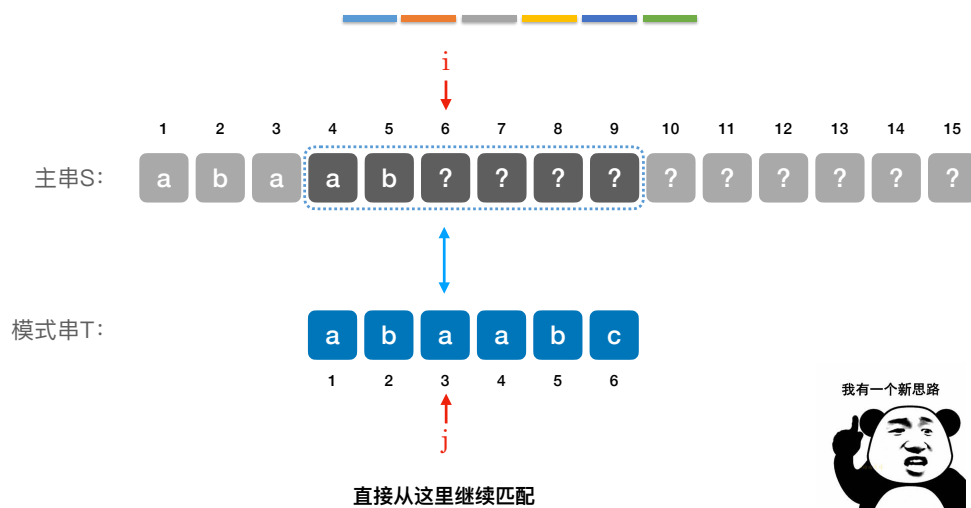 i
1 2 3 4 5 6 7 8 9 10 11 12 13 14 15
主串S: a b a a b ? ? ? ? ? ? ? ? ? ?
模式串T: a b a a b c
1 2 3 4 5 6
j
我有一个新思路
直接从这里继续匹配